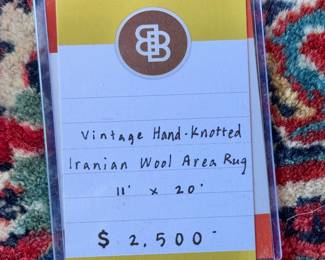 Vintage Hand-Knotted
Iranian Wool Area Rug
11' x 20'
$ 2,500-